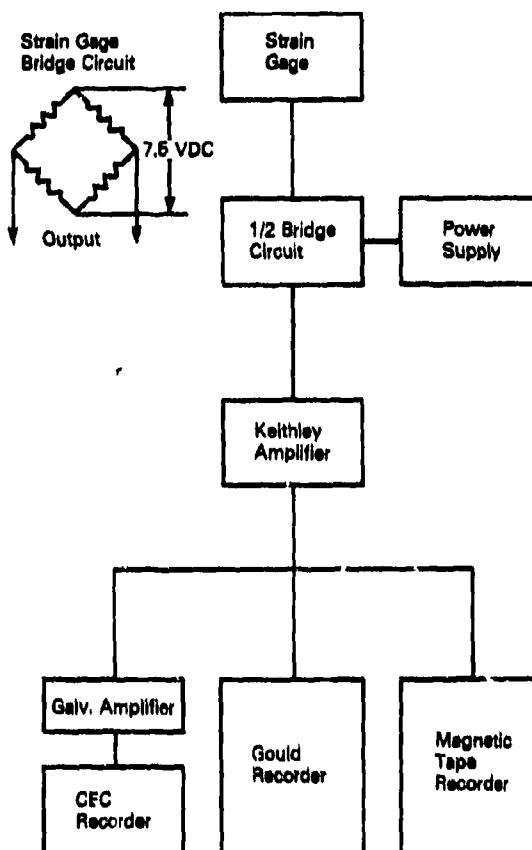 Strain Gage
Bridge Circuit
7.5 VDC
Output
Strain
Gage
1/2 Bridge
Circuit
Power
Supply
Keithley
Amplifier
Galv. Amplifier
CEC
Recorder
Gould
Recorder
Magnetic
Tape
Recorder